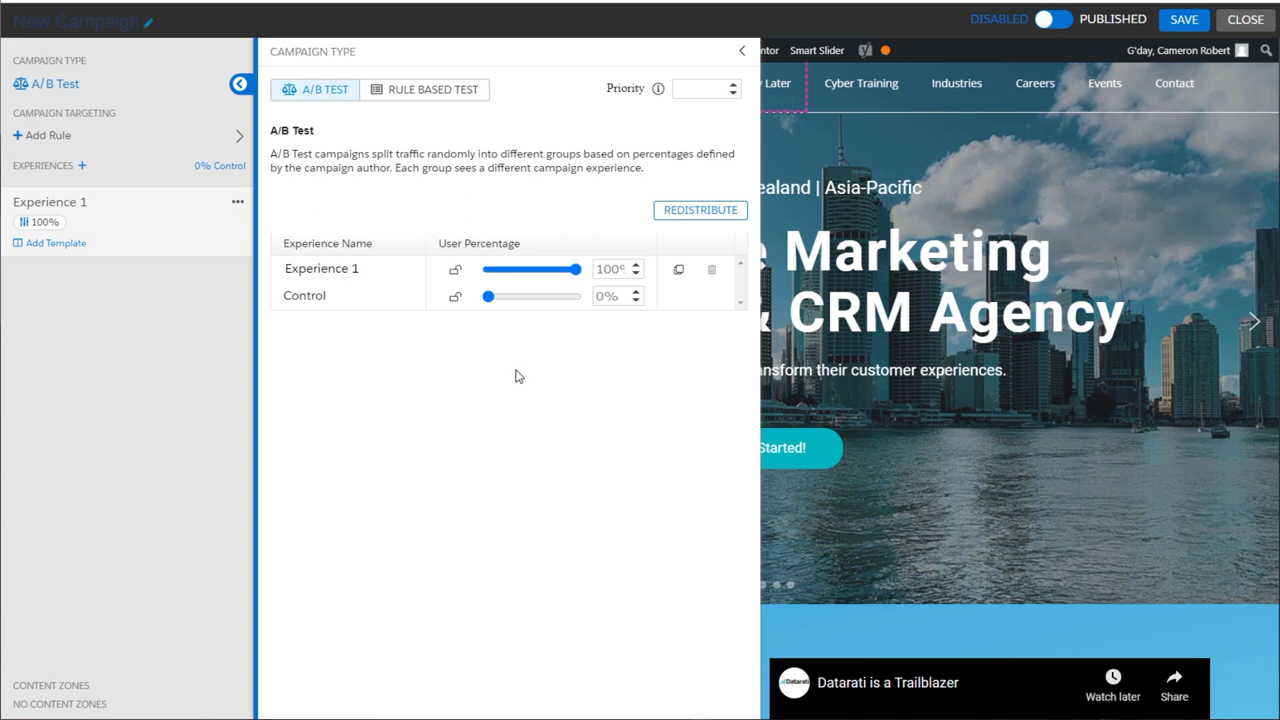 New Campaign
DISABLED PUBLISHED SAVE CLOSE
CAMPAIGN TYPE
A/B Test
CAMPAIGN TARGETING
+ Add Rule
EXPERIENCES + 0% Control
Experience 1
100%
Add Template
CONTENT ZONES
NO CONTENT ZONES
CAMPAIGN TYPE
A/B TEST RULE BASED TEST Priority
A/B Test
A/B Test campaigns split traffic randomly into different groups based on percentages defined
by the campaign author. Each group sees a different campaign experience.
REDISTRIBUTE
Experience Name User Percentage
Experience 1 100%
Control 0%
ntor Smart Slider G'day, Cameron Robert
y Later Cyber Training Industries Careers Events Contact
ealand | Asia-Pacific
e Marketing
& CRM Agency
nsform their customer experiences.
Started!
Datarati Datarati is a Trailblazer
Watch later Share